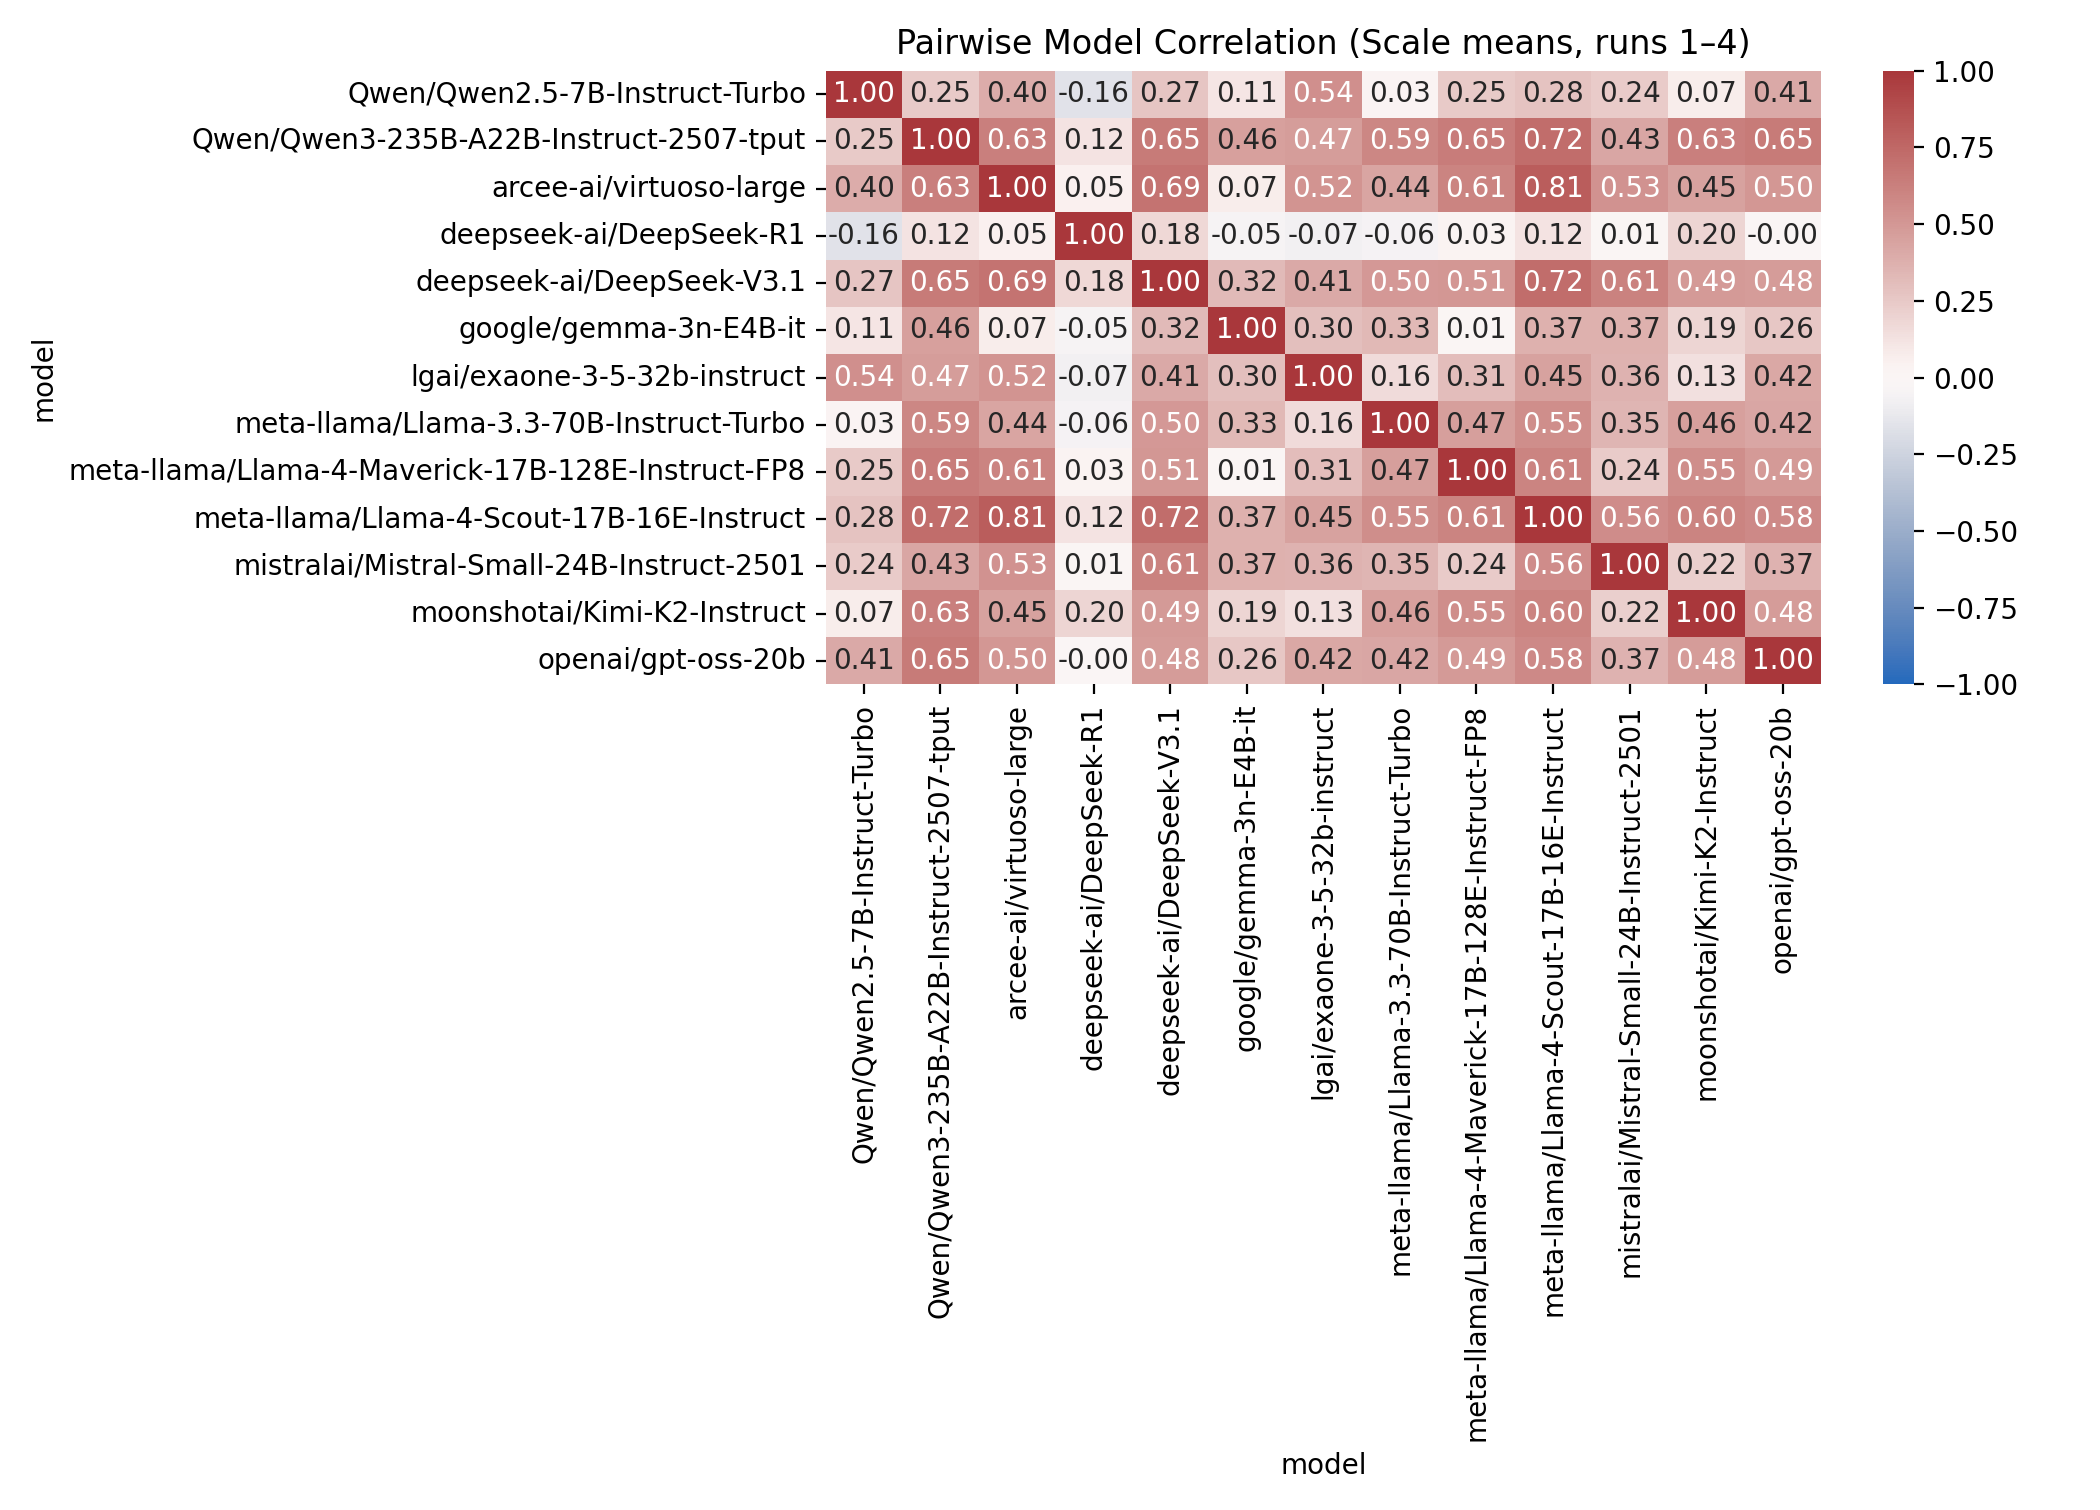 Pairwise Model Correlation (Scale means, runs 1–4)
model
Qwen/Qwen2.5-7B-Instruct-Turbo 1.00 0.25 0.40 -0.16 0.27 0.11 0.54 0.03 0.25 0.28 0.24 0.07 0.41
Qwen/Qwen3-235B-A22B-Instruct-2507-tput 0.25 1.00 0.63 0.12 0.65 0.46 0.47 0.59 0.65 0.72 0.43 0.63 0.65
arcee-ai/virtuoso-large 0.40 0.63 1.00 0.05 0.69 0.07 0.52 0.44 0.61 0.81 0.53 0.45 0.50
deepseek-ai/DeepSeek-R1 -0.16 0.12 0.05 1.00 0.18 -0.05 -0.07 -0.06 0.03 0.12 0.01 0.20 -0.00
deepseek-ai/DeepSeek-V3.1 0.27 0.65 0.69 0.18 1.00 0.32 0.41 0.50 0.51 0.72 0.61 0.49 0.48
google/gemma-3n-E4B-it 0.11 0.46 0.07 -0.05 0.32 1.00 0.30 0.33 0.01 0.37 0.37 0.19 0.26
lgai/exaone-3-5-32b-instruct 0.54 0.47 0.52 -0.07 0.41 0.30 1.00 0.16 0.31 0.45 0.36 0.13 0.42
meta-llama/Llama-3.3-70B-Instruct-Turbo 0.03 0.59 0.44 -0.06 0.50 0.33 0.16 1.00 0.47 0.55 0.35 0.46 0.42
meta-llama/Llama-4-Maverick-17B-128E-Instruct-FP8 0.25 0.65 0.61 0.03 0.51 0.01 0.31 0.47 1.00 0.61 0.24 0.55 0.49
meta-llama/Llama-4-Scout-17B-16E-Instruct 0.28 0.72 0.81 0.12 0.72 0.37 0.45 0.55 0.61 1.00 0.56 0.60 0.58
mistralai/Mistral-Small-24B-Instruct-2501 0.24 0.43 0.53 0.01 0.61 0.37 0.36 0.35 0.24 0.56 1.00 0.22 0.37
moonshotai/Kimi-K2-Instruct 0.07 0.63 0.45 0.20 0.49 0.19 0.13 0.46 0.55 0.60 0.22 1.00 0.48
openai/gpt-oss-20b 0.41 0.65 0.50 -0.00 0.48 0.26 0.42 0.42 0.49 0.58 0.37 0.48 1.00
Qwen/Qwen2.5-7B-Instruct-Turbo
Qwen/Qwen3-235B-A22B-Instruct-2507-tput
arcee-ai/virtuoso-large
deepseek-ai/DeepSeek-R1
deepseek-ai/DeepSeek-V3.1
google/gemma-3n-E4B-it
lgai/exaone-3-5-32b-instruct
meta-llama/Llama-3.3-70B-Instruct-Turbo
meta-llama/Llama-4-Maverick-17B-128E-Instruct-FP8
meta-llama/Llama-4-Scout-17B-16E-Instruct
mistralai/Mistral-Small-24B-Instruct-2501
moonshotai/Kimi-K2-Instruct
openai/gpt-oss-20b
model
1.00
0.75
0.50
0.25
0.00
−0.25
−0.50
−0.75
−1.00